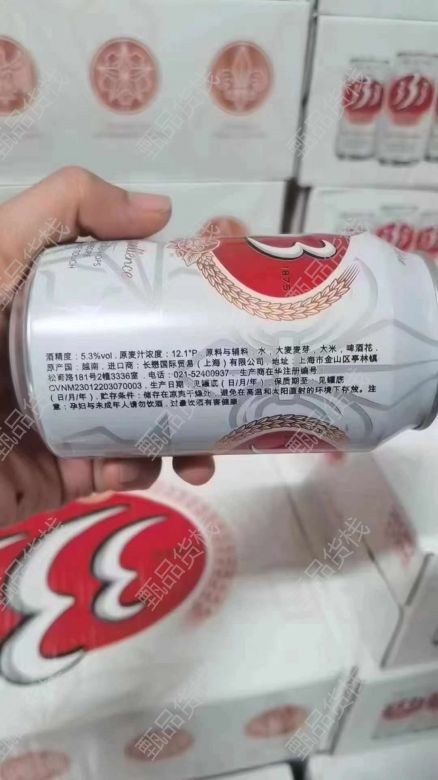 333
酒精度：5.3%vol，原麦汁浓度：12.1°P 原料与辅料 水，大麦麦芽，大米，啤酒花，
原产国：越南，进口商：长懋国际贸易（上海）有限公司 地址：上海市金山区亭林镇
松前路181号2幢3336室，电话：021-52400937， 生产商在华注册编号
CVNM23012203070003，生产日期：见罐底（日/月/年） 保质期至：见罐底
（日/月/年），贮存条件：储存在凉爽干燥处，避免在高温和太阳直射的环境下存放。注
意：孕妇与未成年人请勿饮酒，过量饮酒有害健康
1875
333
333
甄品货栈